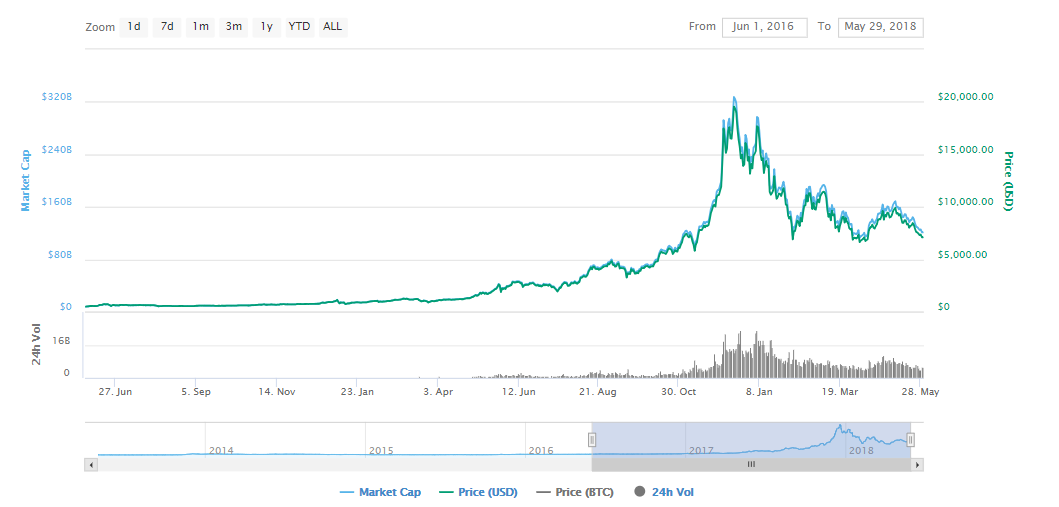 Zoom 1d 7d 1m 3m 1y YTD ALL From Jun 1, 2016 To May 29, 2018
$320B $20,000.00
$240B $15,000.00
Market Cap
Price (USD)
$160B $10,000.00
$80B $5,000.00
$0 $0
24h Vol
16B
0
27. Jun 5. Sep 14. Nov 23. Jan 3. Apr 12. Jun 21. Aug 30. Oct 8. Jan 19. Mar 28. May
2014 2015 2016 2017 2018
Market Cap Price (USD) Price (BTC) 24h Vol